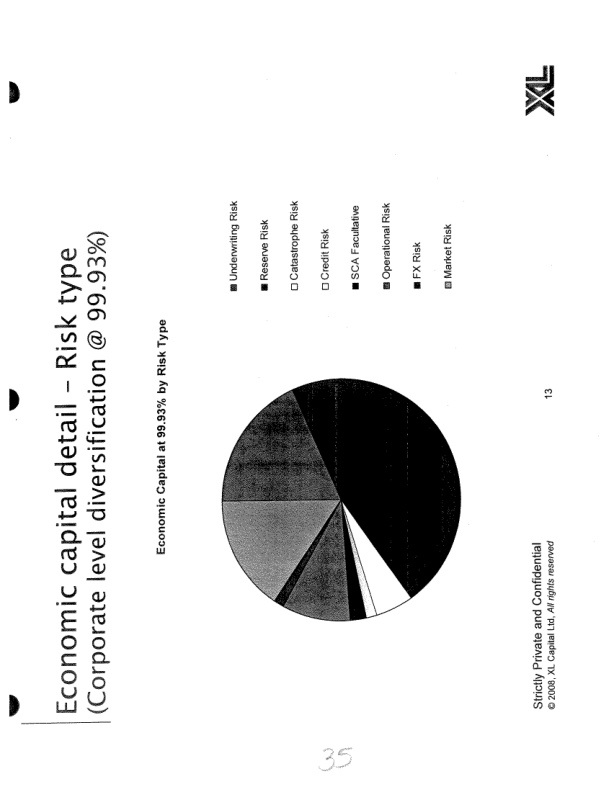 Economic capital detail – Risk type
(Corporate level diversification @ 99.93%)
Economic Capital at 99.93% by Risk Type
Underwriting Risk
Reserve Risk
Catastrophe Risk
Credit Risk
SCA Facultative
Operational Risk
FX Risk
Market Risk
Strictly Private and Confidential
© 2008, XL Capital Ltd, All rights reserved
13
XL
35